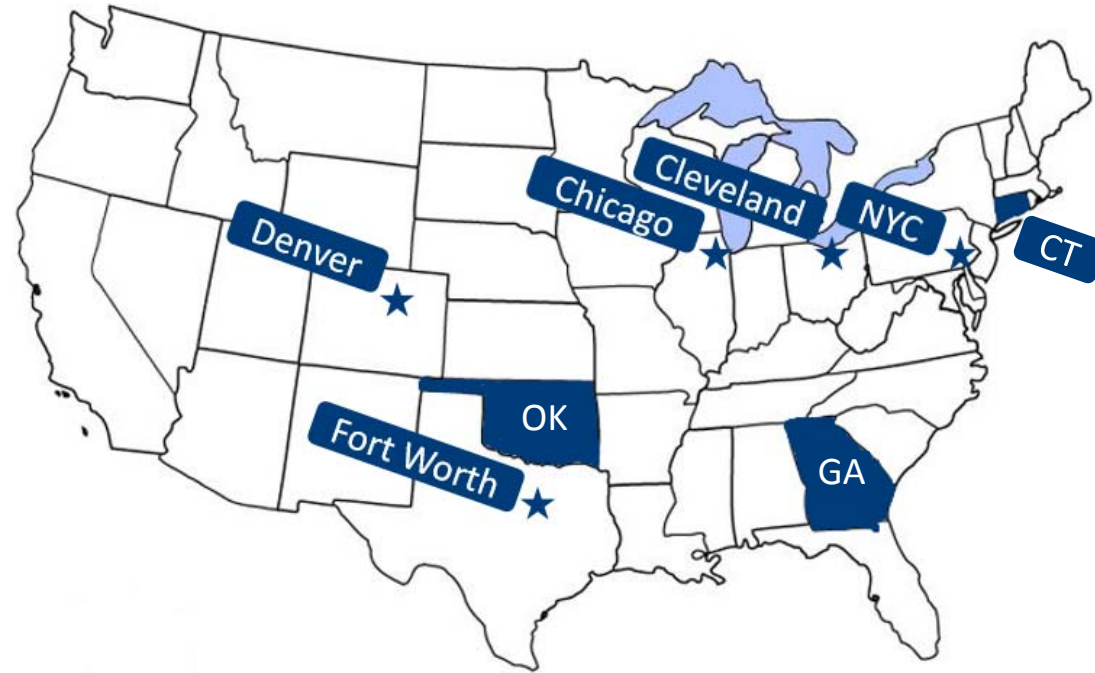 Cleveland
NYC
Chicago
CT
Denver
OK
Fort Worth
GA